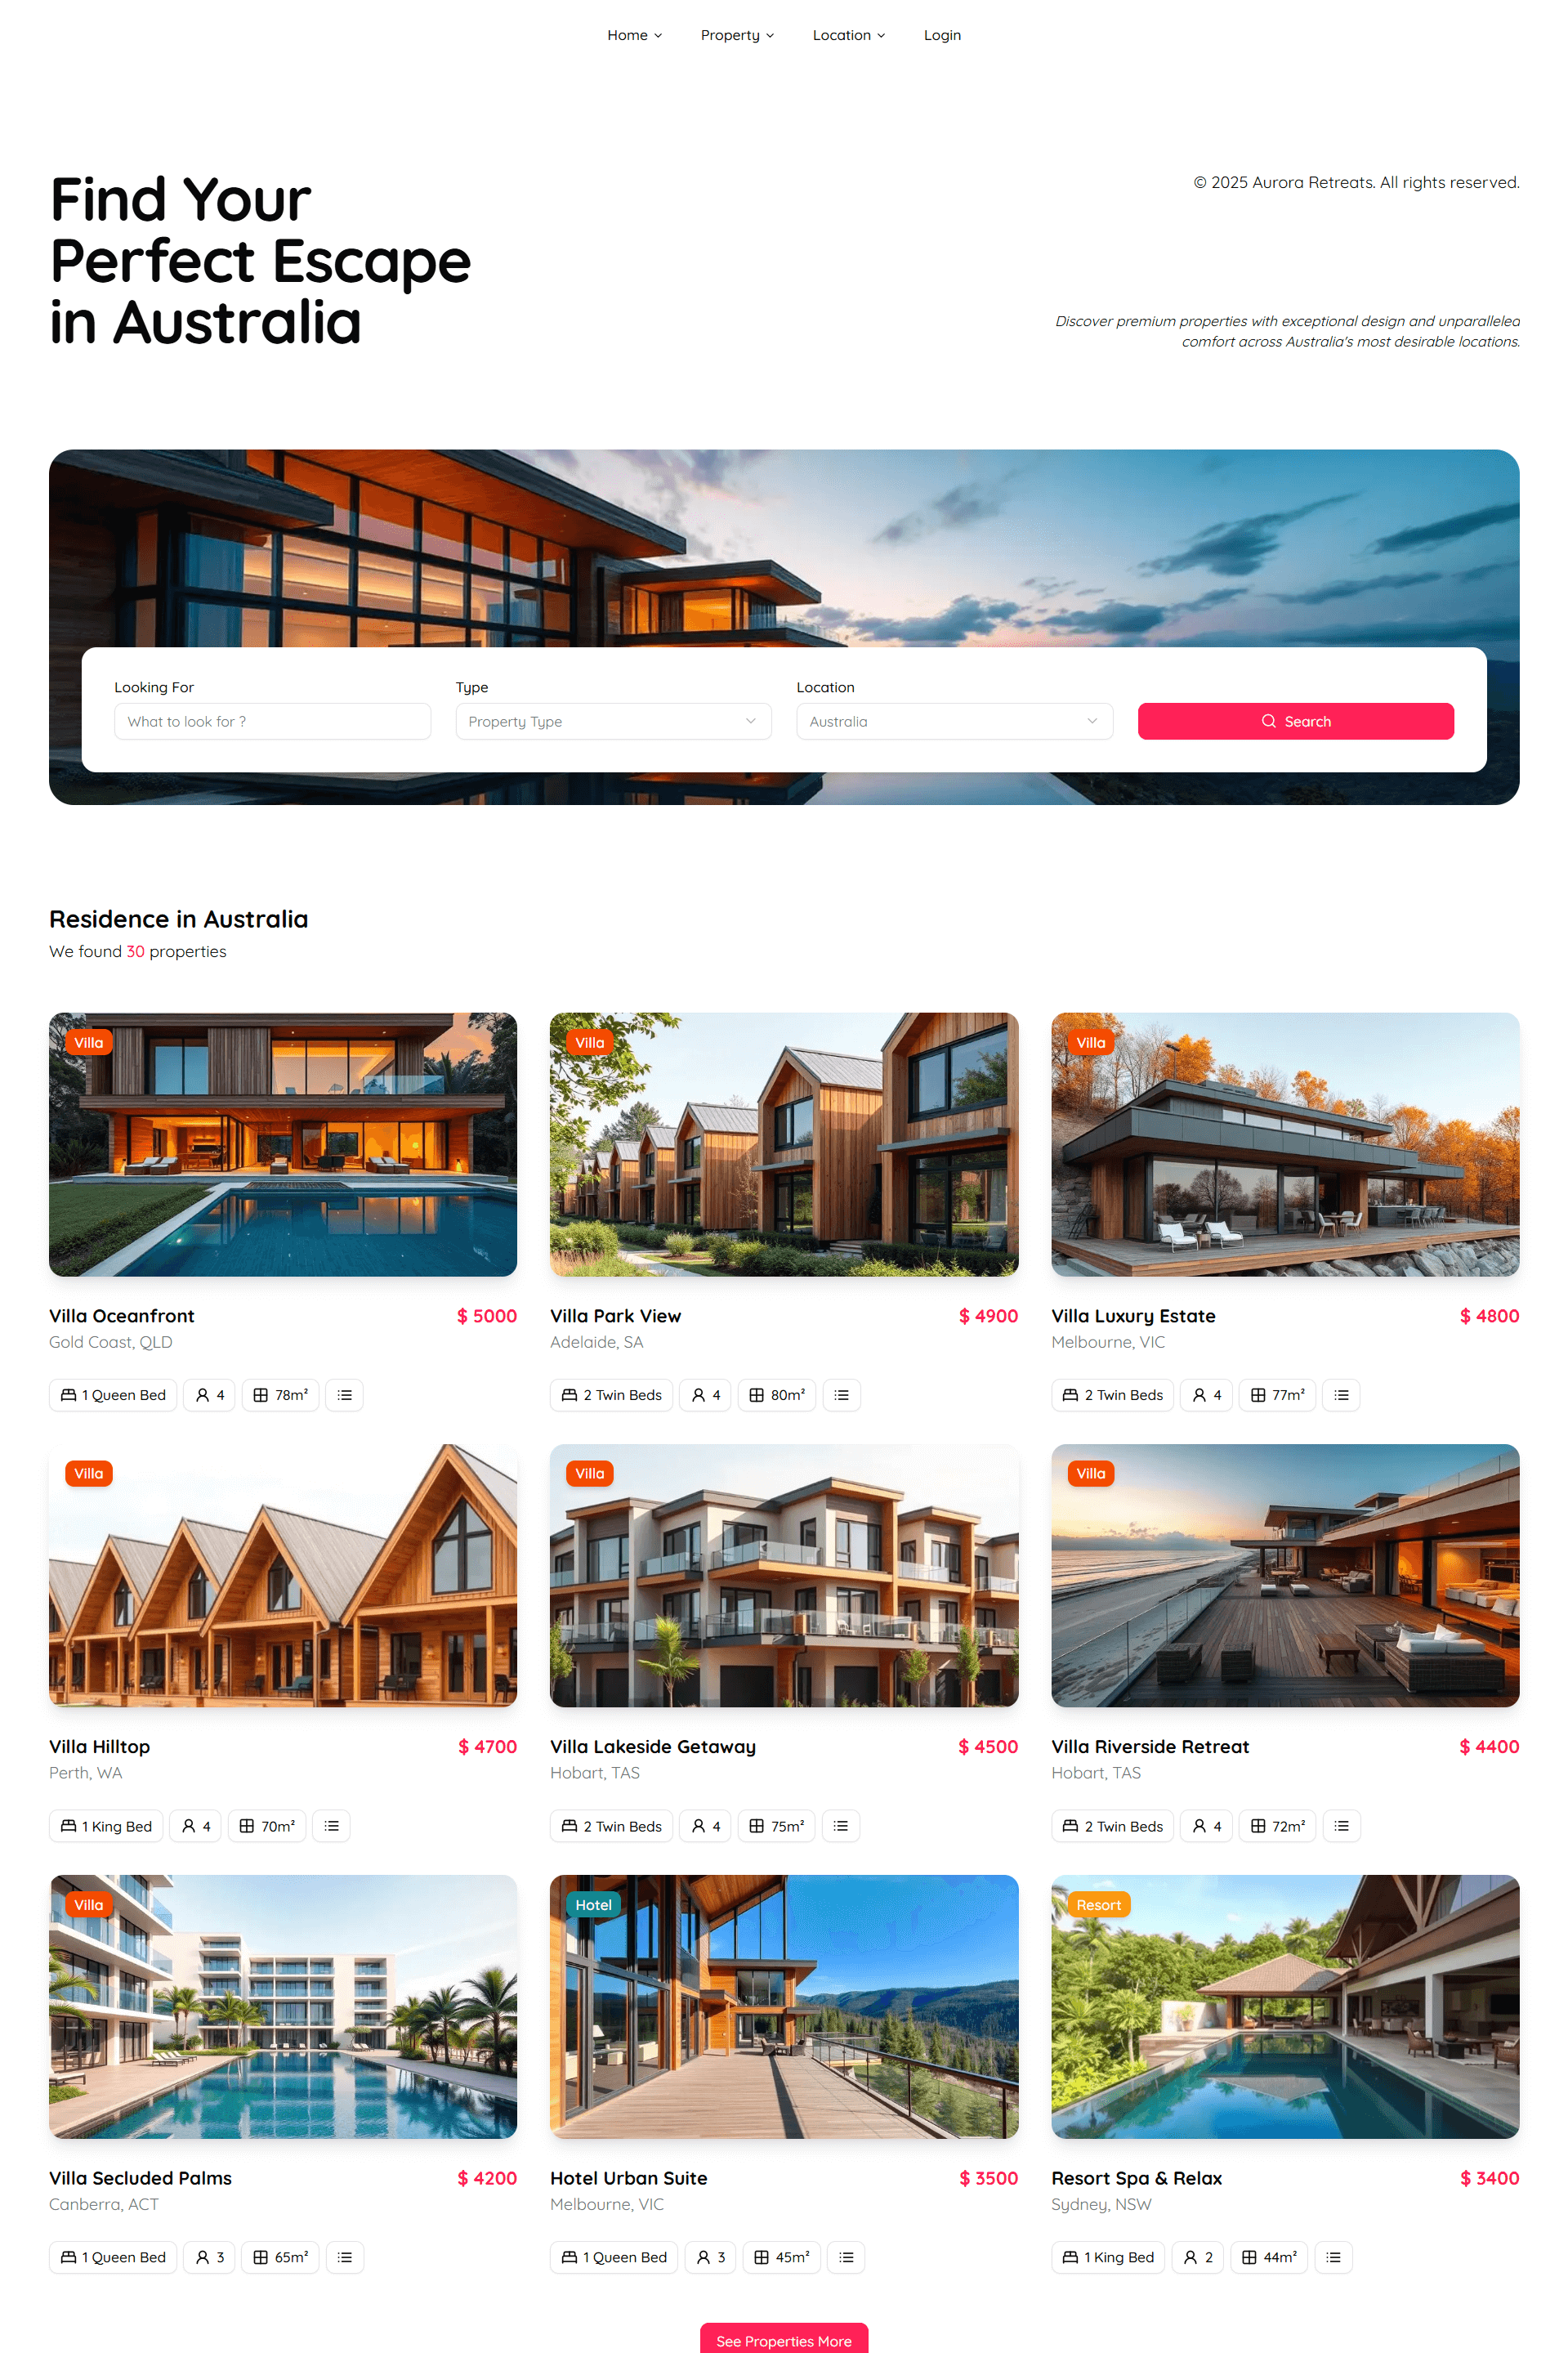 Home Property Location Login
Find Your
Perfect Escape
in Australia
© 2025 Aurora Retreats. All rights reserved.
Discover premium properties with exceptional design and unparalleled
comfort across Australia's most desirable locations.
Looking For Type Location
What to look for ? Property Type Australia Search
Residence in Australia
We found 30 properties
Villa
Villa Oceanfront $ 5000
Gold Coast, QLD
1 Queen Bed 4 78m²
Villa
Villa Park View $ 4900
Adelaide, SA
2 Twin Beds 4 80m²
Villa
Villa Luxury Estate $ 4800
Melbourne, VIC
2 Twin Beds 4 77m²
Villa
Villa Hilltop $ 4700
Perth, WA
1 King Bed 4 70m²
Villa
Villa Lakeside Getaway $ 4500
Hobart, TAS
2 Twin Beds 4 75m²
Villa
Villa Riverside Retreat $ 4400
Hobart, TAS
2 Twin Beds 4 72m²
Villa
Villa Secluded Palms $ 4200
Canberra, ACT
1 Queen Bed 3 65m²
Hotel
Hotel Urban Suite $ 3500
Melbourne, VIC
1 Queen Bed 3 45m²
Resort
Resort Spa & Relax $ 3400
Sydney, NSW
1 King Bed 2 44m²
See Properties More